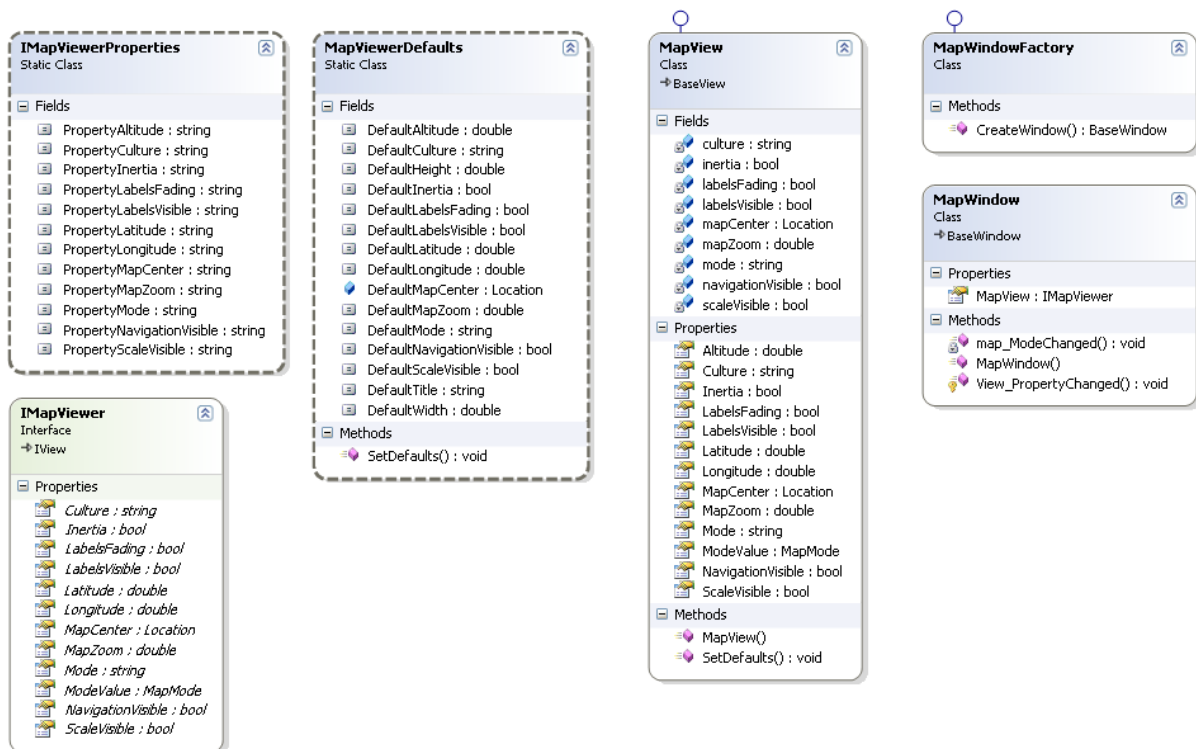 IMapViewerProperties
Static Class
Fields
PropertyAltitude : string
PropertyCulture : string
PropertyInertia : string
PropertyLabelsFading : string
PropertyLabelsVisible : string
PropertyLatitude : string
PropertyLongitude : string
PropertyMapCenter : string
PropertyMapZoom : string
PropertyMode : string
PropertyNavigationVisible : string
PropertyScaleVisible : string
IMapViewer
Interface
IView
Properties
Culture : string
Inertia : bool
LabelsFading : bool
LabelsVisible : bool
Latitude : double
Longitude : double
MapCenter : Location
MapZoom : double
Mode : string
ModeValue : MapMode
NavigationVisible : bool
ScaleVisible : bool
MapViewerDefaults
Static Class
Fields
DefaultAltitude : double
DefaultCulture : string
DefaultHeight : double
DefaultInertia : bool
DefaultLabelsFading : bool
DefaultLabelsVisible : bool
DefaultLatitude : double
DefaultLongitude : double
DefaultMapCenter : Location
DefaultMapZoom : double
DefaultMode : string
DefaultNavigationVisible : bool
DefaultScaleVisible : bool
DefaultTitle : string
DefaultWidth : double
Methods
SetDefaults() : void
MapView
Class
BaseView
Fields
culture : string
inertia : bool
labelsFading : bool
labelsVisible : bool
mapCenter : Location
mapZoom : double
mode : string
navigationVisible : bool
scaleVisible : bool
Properties
Altitude : double
Culture : string
Inertia : bool
LabelsFading : bool
LabelsVisible : bool
Latitude : double
Longitude : double
MapCenter : Location
MapZoom : double
Mode : string
ModeValue : MapMode
NavigationVisible : bool
ScaleVisible : bool
Methods
MapView()
SetDefaults() : void
MapWindowFactory
Class
Methods
CreateWindow() : BaseWindow
MapWindow
Class
BaseWindow
Properties
MapView : IMapViewer
Methods
map_ModeChanged() : void
MapWindow()
View_PropertyChanged() : void